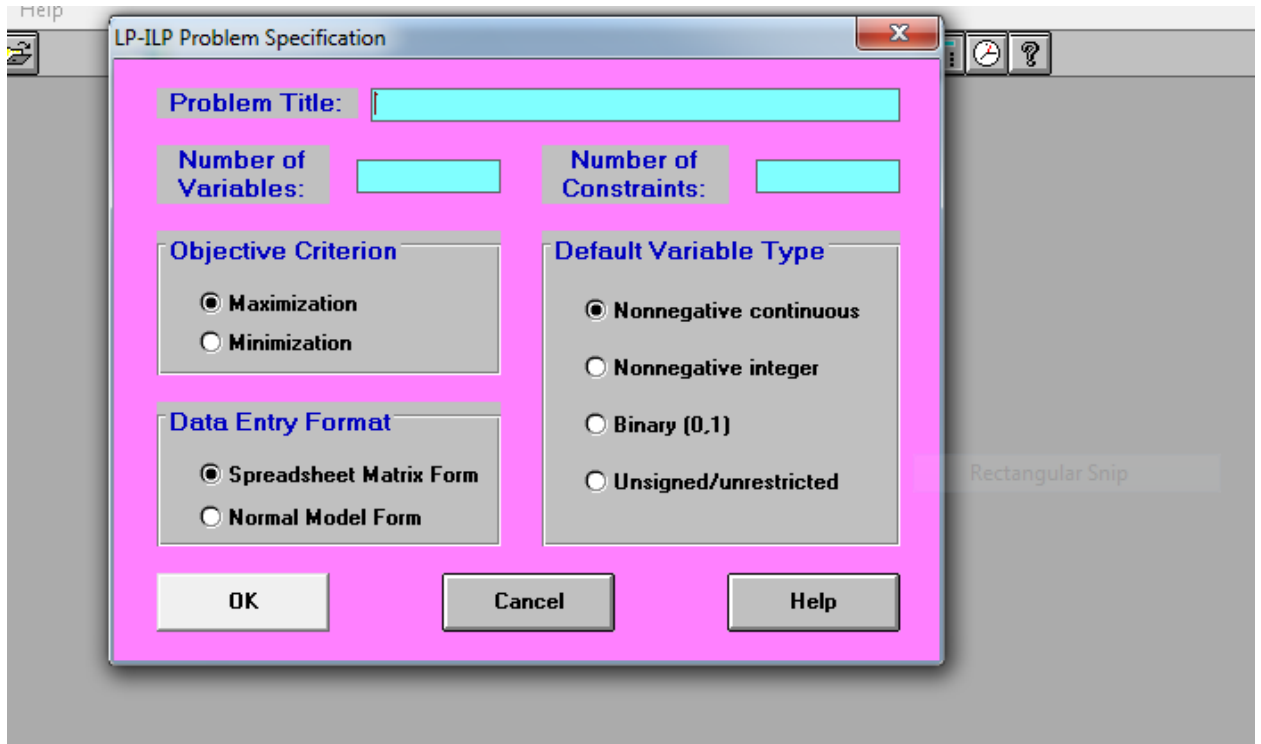 Help
LP-ILP Problem Specification
Problem Title:
Number of
Variables:
Number of
Constraints:
Objective Criterion
Maximization
Minimization
Default Variable Type
Nonnegative continuous
Nonnegative integer
Binary (0,1)
Unsigned/unrestricted
Data Entry Format
Spreadsheet Matrix Form
Normal Model Form
Rectangular Snip
OK
Cancel
Help